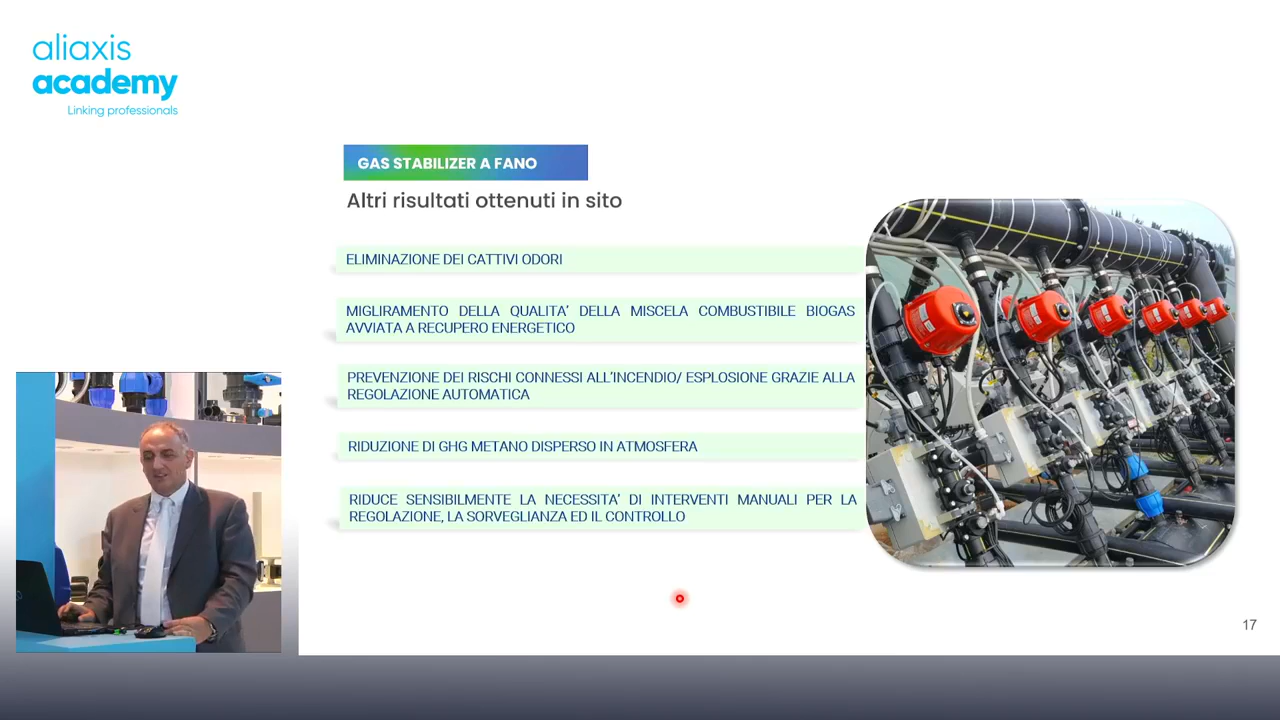 aliaxis
academy
Linking professionals
GAS STABILIZER A FANO
Altri risultati ottenuti in sito
ELIMINAZIONE DEI CATTIVI ODORI
MIGLIRAMENTO DELLA QUALITA’ DELLA MISCELA COMBUSTIBILE BIOGAS
AVVIATA A RECUPERO ENERGETICO
PREVENZIONE DEI RISCHI CONNESSI ALL’INCENDIO/ ESPLOSIONE GRAZIE ALLA
REGOLAZIONE AUTOMATICA
RIDUZIONE DI GHG METANO DISPERSO IN ATMOSFERA
RIDUCE SENSIBILMENTE LA NECESSITA’ DI INTERVENTI MANUALI PER LA
REGOLAZIONE, LA SORVEGLIANZA ED IL CONTROLLO
17